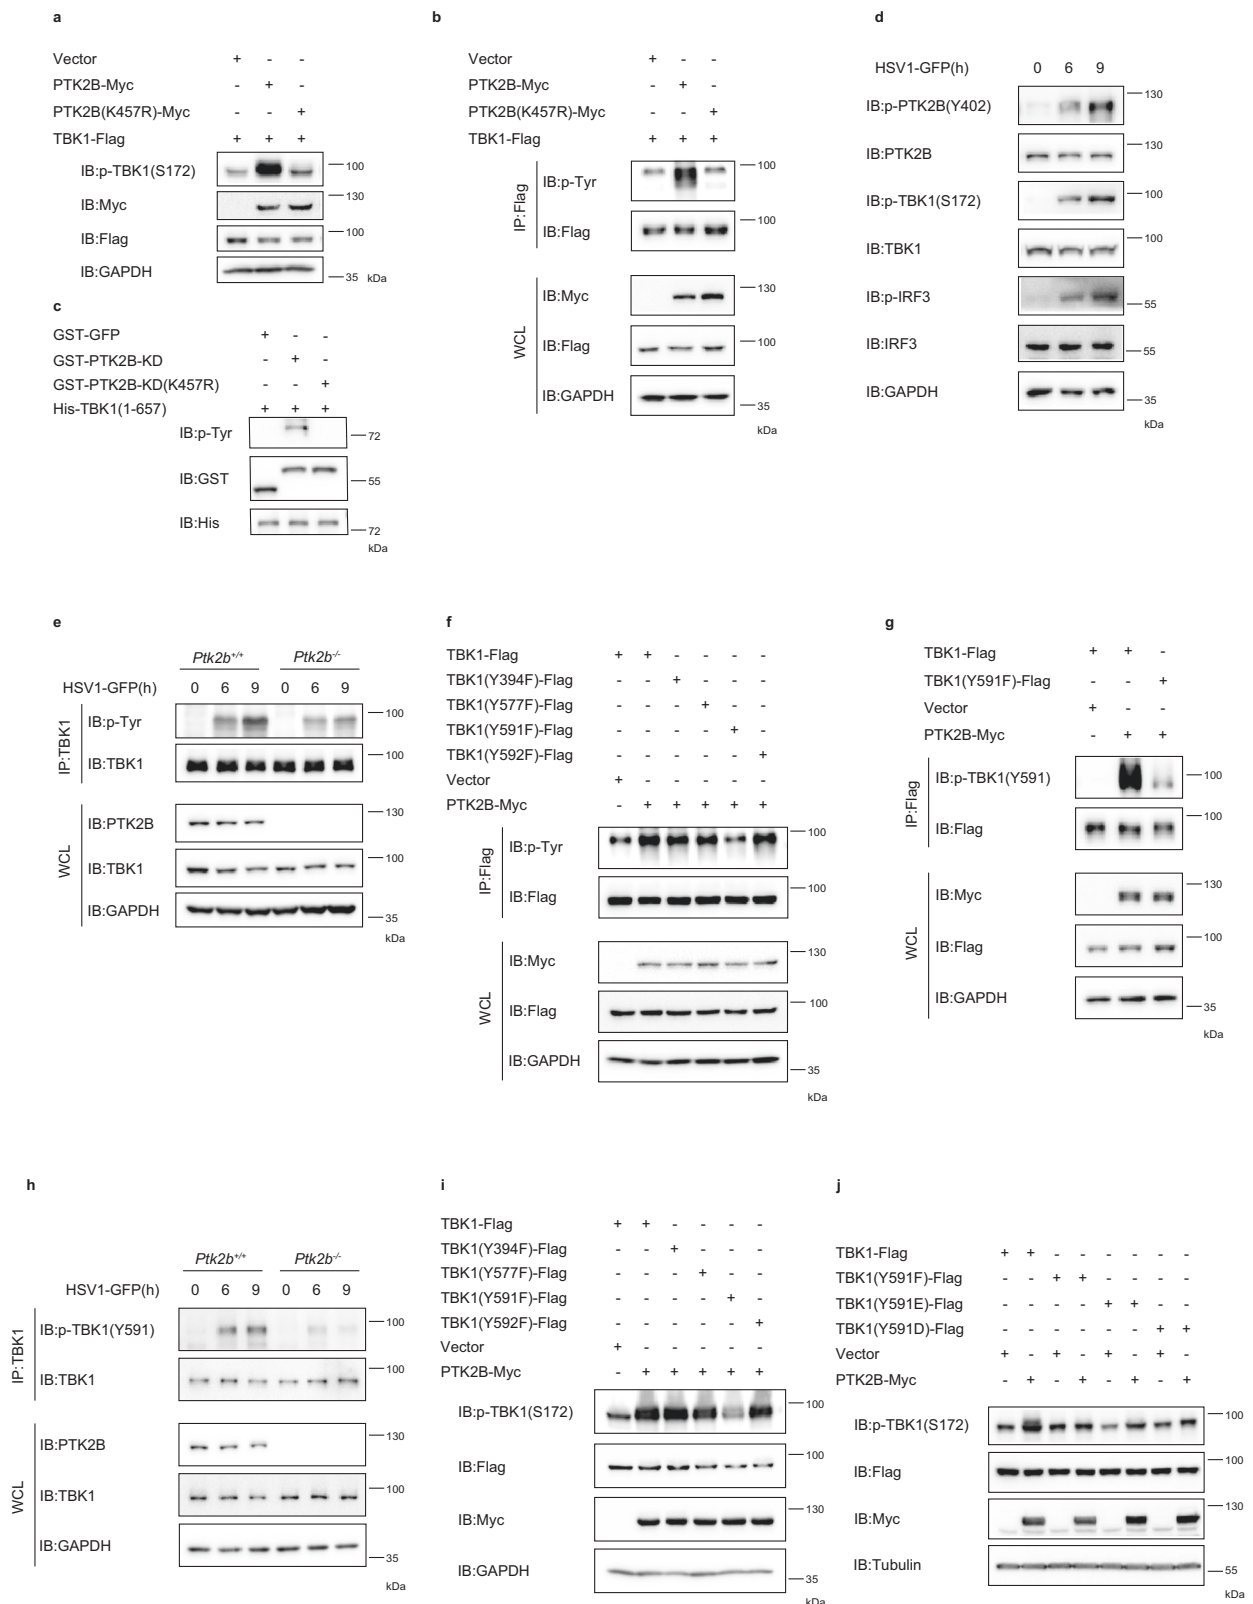 a
Vector + - -
PTK2B-Myc - + -
PTK2B(K457R)-Myc - - +
TBK1-Flag + + +
IB:p-TBK1(S172) 100
IB:Myc 130
IB:Flag 100
IB:GAPDH 35 kDa
b
Vector + - -
PTK2B-Myc - + -
PTK2B(K457R)-Myc - - +
TBK1-Flag + + +
IP:Flag
IB:p-Tyr 100
IB:Flag 100
WCL
IB:Myc 130
IB:Flag 100
IB:GAPDH 35
kDa
c
GST-GFP + - -
GST-PTK2B-KD - + -
GST-PTK2B-KD(K457R) - - +
His-TBK1(1-657) + + +
IB:p-Tyr 72
IB:GST 55
IB:His 72
kDa
d
HSV1-GFP(h) 0 6 9
IB:p-PTK2B(Y402) 130
IB:PTK2B 130
IB:p-TBK1(S172) 100
IB:TBK1 100
IB:p-IRF3 55
IB:IRF3 55
IB:GAPDH 35
kDa
e
Ptk2b+/+ Ptk2b-/-
HSV1-GFP(h) 0 6 9 0 6 9
IP:TBK1
IB:p-Tyr 100
IB:TBK1 100
WCL
IB:PTK2B 130
IB:TBK1 100
IB:GAPDH 35
kDa
f
TBK1-Flag + + - - - -
TBK1(Y394F)-Flag - - + - - -
TBK1(Y577F)-Flag - - - + - -
TBK1(Y591F)-Flag - - - - + -
TBK1(Y592F)-Flag - - - - - +
Vector + - - - - -
PTK2B-Myc - + + + + +
IP:Flag
IB:p-Tyr 100
IB:Flag 100
WCL
IB:Myc 130
IB:Flag 100
IB:GAPDH 35
kDa
g
TBK1-Flag + + -
TBK1(Y591F)-Flag - - +
Vector + - -
PTK2B-Myc - + +
IP:Flag
IB:p-TBK1(Y591) 100
IB:Flag 100
WCL
IB:Myc 130
IB:Flag 100
IB:GAPDH 35
kDa
h
Ptk2b+/+ Ptk2b-/-
HSV1-GFP(h) 0 6 9 0 6 9
IP:TBK1
IB:p-TBK1(Y591) 100
IB:TBK1 100
WCL
IB:PTK2B 130
IB:TBK1 100
IB:GAPDH 35
kDa
i
TBK1-Flag + + - - - -
TBK1(Y394F)-Flag - - + - - -
TBK1(Y577F)-Flag - - - + - -
TBK1(Y591F)-Flag - - - - + -
TBK1(Y592F)-Flag - - - - - +
Vector + - - - - -
PTK2B-Myc - + + + + +
IB:p-TBK1(S172) 100
IB:Flag 100
IB:Myc 130
IB:GAPDH 35
kDa
j
TBK1-Flag + + - - - - - -
TBK1(Y591F)-Flag - - + + - - - -
TBK1(Y591E)-Flag - - - - + + - -
TBK1(Y591D)-Flag - - - - - - + +
Vector + - + - + - + -
PTK2B-Myc - + - + - + - +
IB:p-TBK1(S172) 100
IB:Flag 100
IB:Myc 130
IB:Tubulin 55
kDa